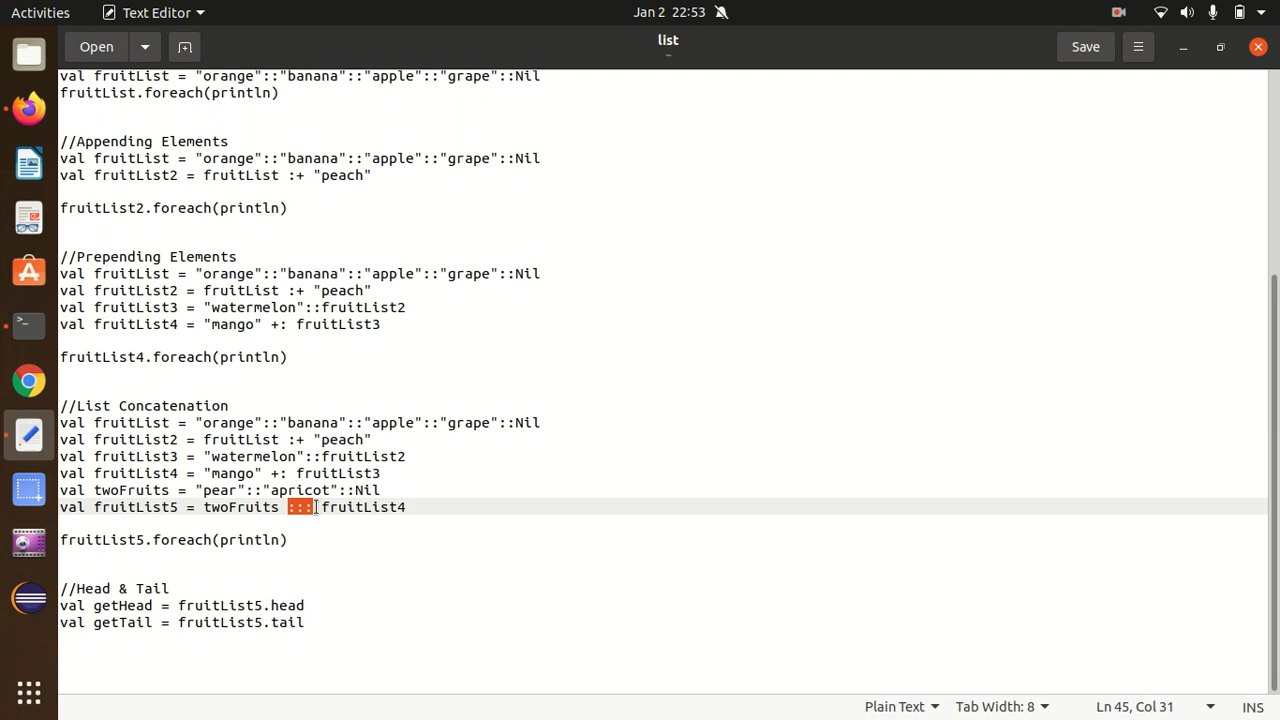 Activities Text Editor Jan 2 22:53
Open list Save
~
val fruitList = "orange"::"banana"::"apple"::"grape"::Nil
fruitList.foreach(println)
//Appending Elements
val fruitList = "orange"::"banana"::"apple"::"grape"::Nil
val fruitList2 = fruitList :+ "peach"
fruitList2.foreach(println)
//Prepending Elements
val fruitList = "orange"::"banana"::"apple"::"grape"::Nil
val fruitList2 = fruitList :+ "peach"
val fruitList3 = "watermelon"::fruitList2
val fruitList4 = "mango" +: fruitList3
fruitList4.foreach(println)
//List Concatenation
val fruitList = "orange"::"banana"::"apple"::"grape"::Nil
val fruitList2 = fruitList :+ "peach"
val fruitList3 = "watermelon"::fruitList2
val fruitList4 = "mango" +: fruitList3
val twoFruits = "pear"::"apricot"::Nil
val fruitList5 = twoFruits ::: fruitList4
fruitList5.foreach(println)
//Head & Tail
val getHead = fruitList5.head
val getTail = fruitList5.tail
Plain Text Tab Width: 8 Ln 45, Col 31 INS